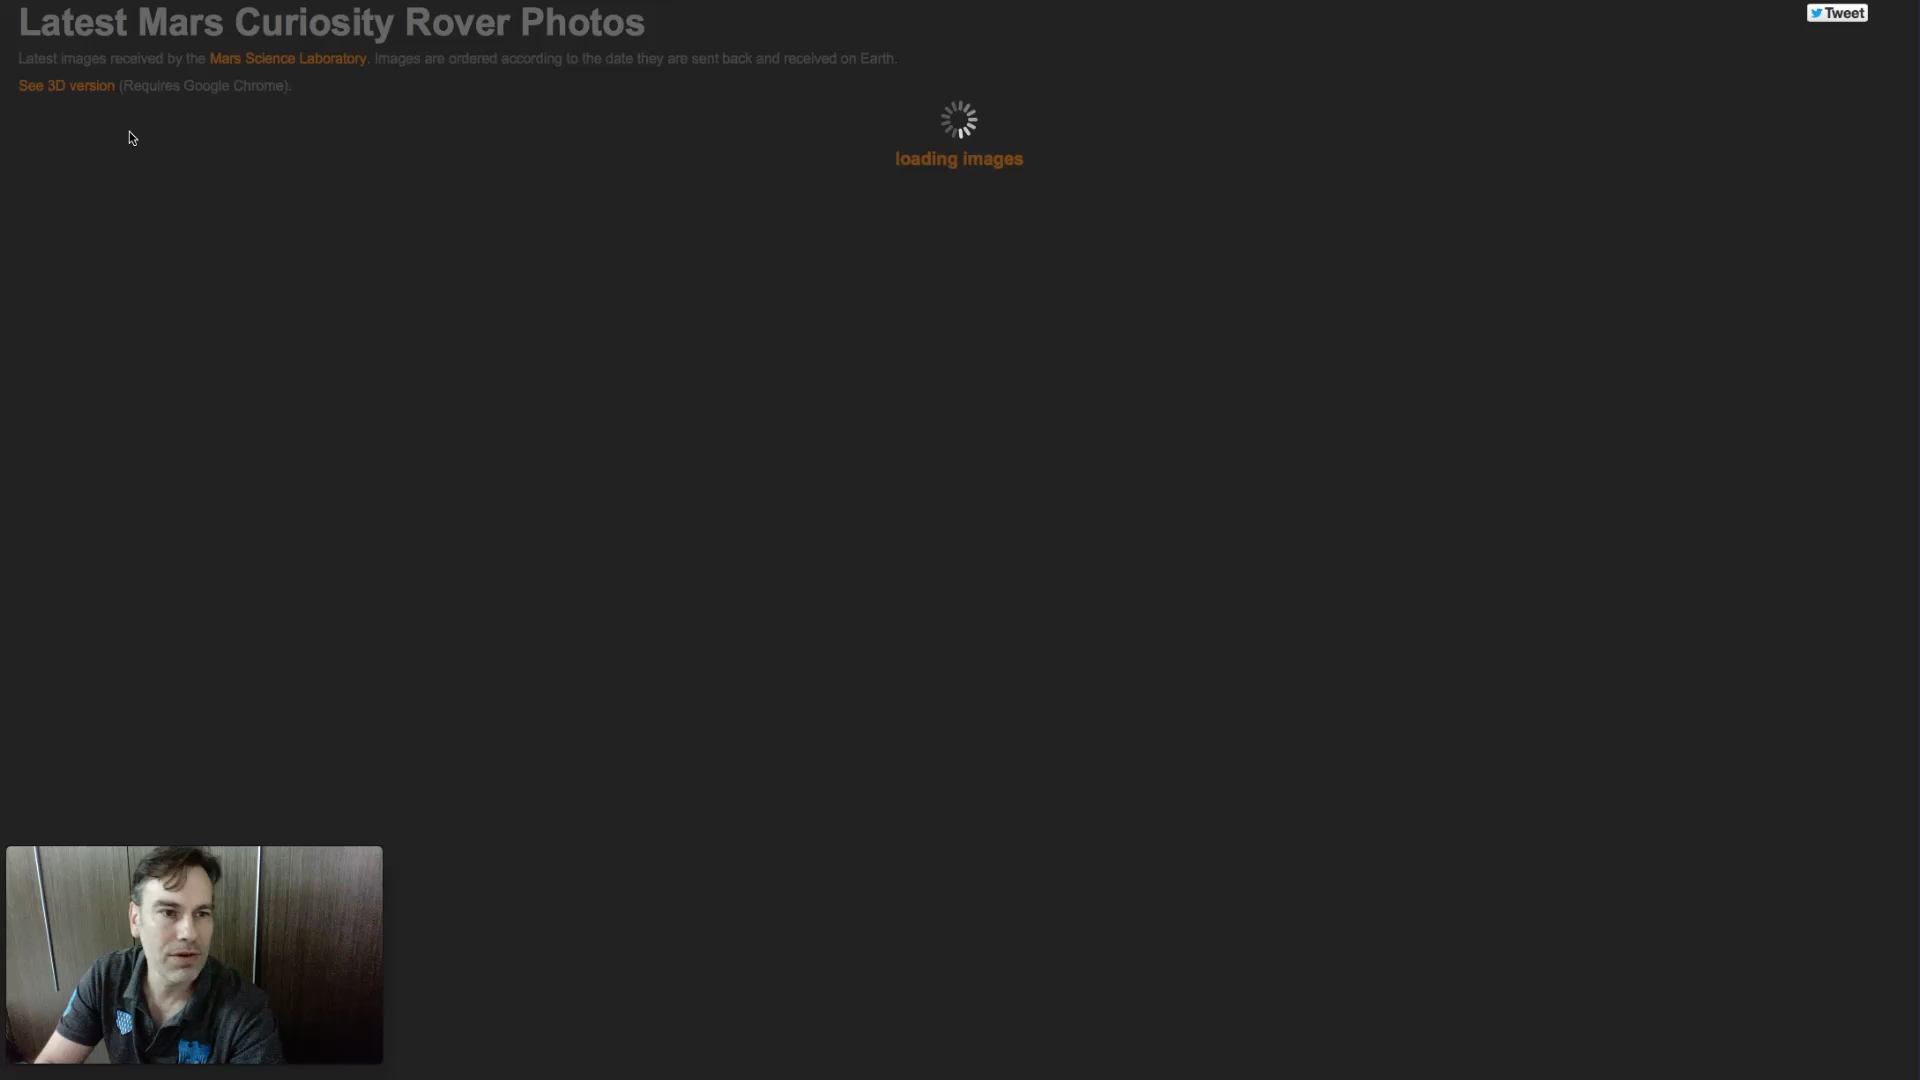 Latest Mars Curiosity Rover Photos
Tweet
Latest images received by the Mars Science Laboratory. Images are ordered according to the date they are sent back and received on Earth.
See 3D version (Requires Google Chrome).
loading images